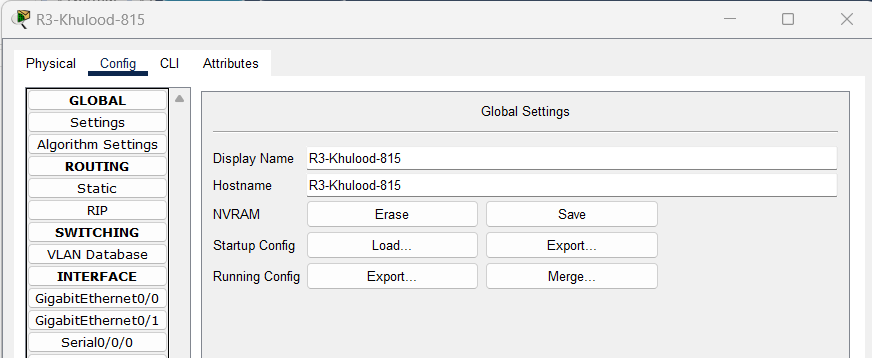 R3-Khulood-815
Physical Config CLI Attributes
GLOBAL
Settings
Algorithm Settings
ROUTING
Static
RIP
SWITCHING
VLAN Database
INTERFACE
GigabitEthernet0/0
GigabitEthernet0/1
Serial0/0/0
Global Settings
Display Name R3-Khulood-815
Hostname R3-Khulood-815
NVRAM Erase Save
Startup Config Load... Export...
Running Config Export... Merge...